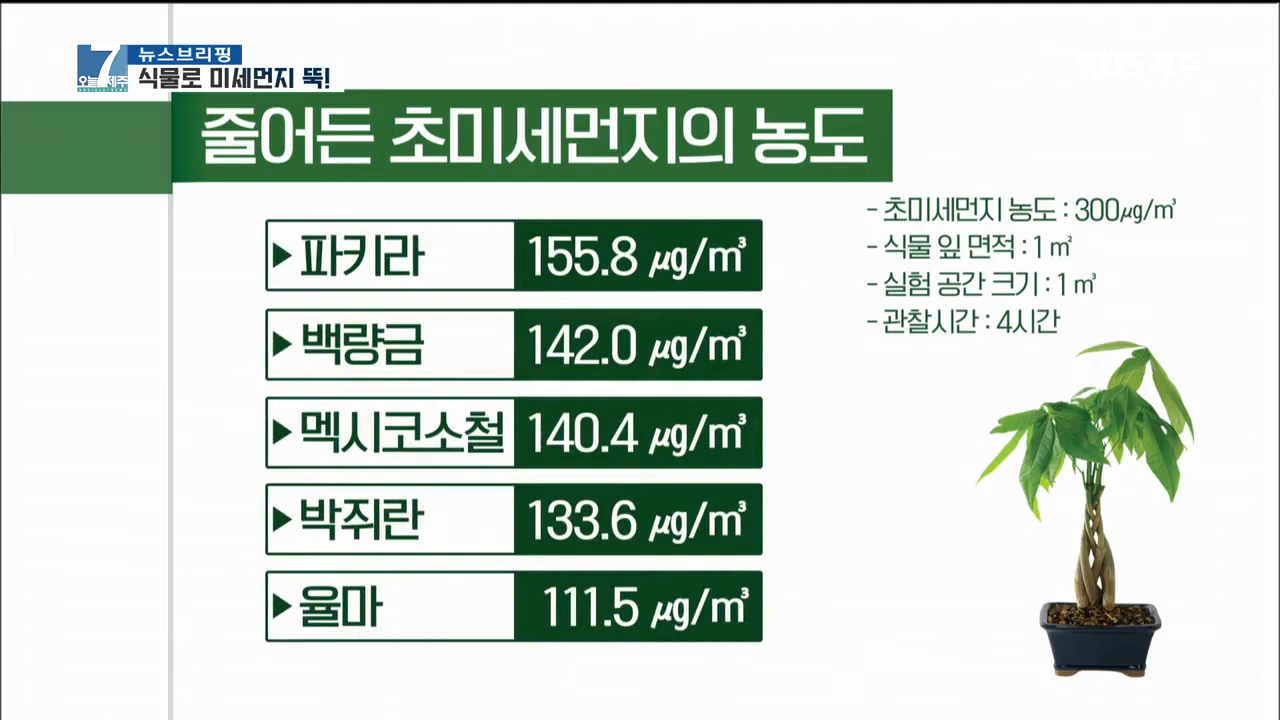 뉴스브리핑
7
오늘 제주
식물로 미세먼지 뚝!
KBS 제주
줄어든 초미세먼지의 농도
- 초미세먼지 농도 : 300㎍/㎥
- 식물 잎 면적 : 1㎡
- 실험 공간 크기 : 1㎥
- 관찰시간 : 4시간
▶파키라 155.8 ㎍/㎥
▶백량금 142.0 ㎍/㎥
▶멕시코소철 140.4 ㎍/㎥
▶박쥐란 133.6 ㎍/㎥
▶율마 111.5 ㎍/㎥